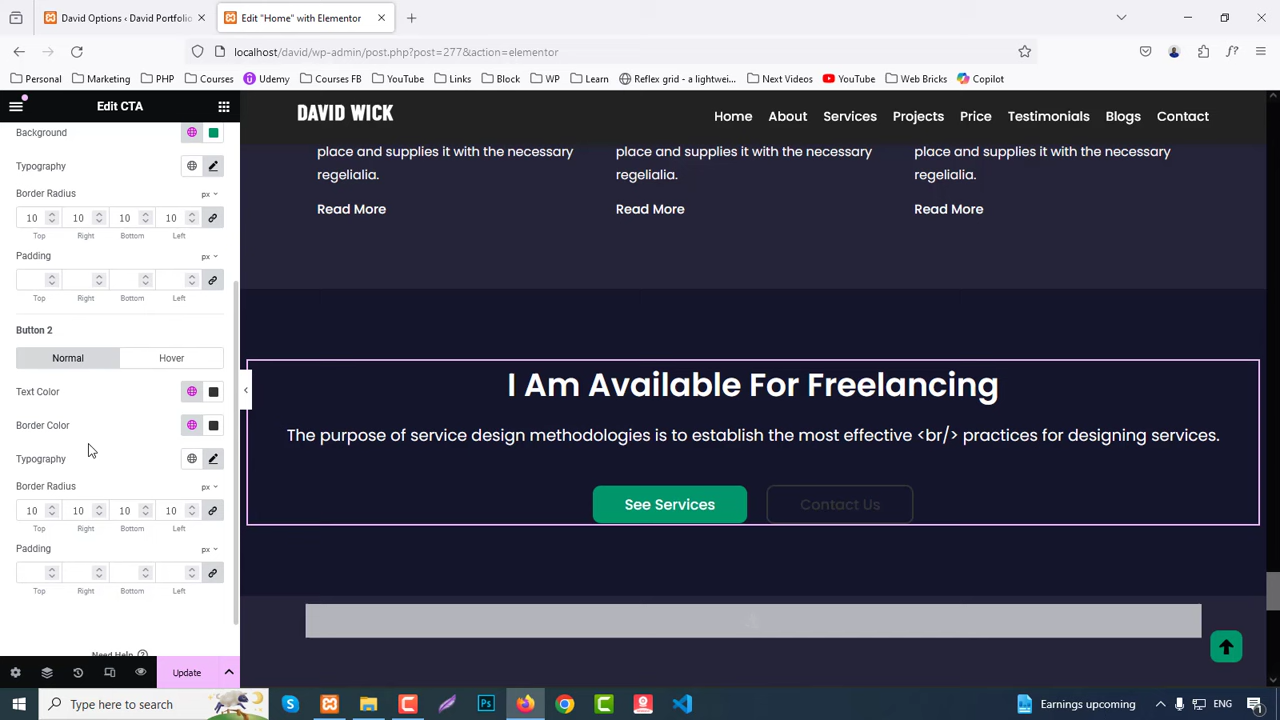 David Options ‹ David Portfolio
Edit "Home" with Elementor
localhost/david/wp-admin/post.php?post=277&action=elementor
Personal
Marketing
PHP
Courses
Udemy
Courses FB
YouTube
Links
Block
WP
Learn
Reflex grid - a lightwei...
Next Videos
YouTube
Web Bricks
Copilot
Edit CTA
DAVID WICK
Home
About
Services
Projects
Price
Testimonials
Blogs
Contact
Background
Typography
Border Radius
px
10
10
10
10
Top
Right
Bottom
Left
Padding
px
Top
Right
Bottom
Left
Button 2
Normal
Hover
Text Color
Border Color
Typography
Border Radius
px
10
10
10
10
Top
Right
Bottom
Left
Padding
px
Top
Right
Bottom
Left
Need Help
Update
place and supplies it with the necessary
regelialia.
Read More
place and supplies it with the necessary
regelialia.
Read More
place and supplies it with the necessary
regelialia.
Read More
I Am Available For Freelancing
The purpose of service design methodologies is to establish the most effective <br/> practices for designing services.
See Services
Contact Us
Type here to search
Earnings upcoming
ENG